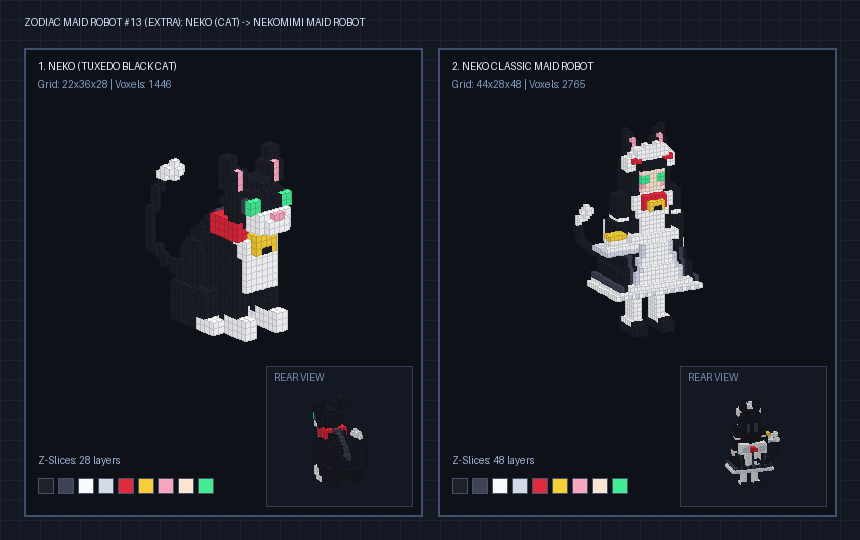 ZODIAC MAID ROBOT #13 (EXTRA): NEKO (CAT) -> NEKOMIMI MAID ROBOT
1. NEKO (TUXEDO BLACK CAT)
Grid: 22x36x28 | Voxels: 1446
REAR VIEW
Z-Slices: 28 layers
2. NEKO CLASSIC MAID ROBOT
Grid: 44x28x48 | Voxels: 2765
REAR VIEW
Z-Slices: 48 layers